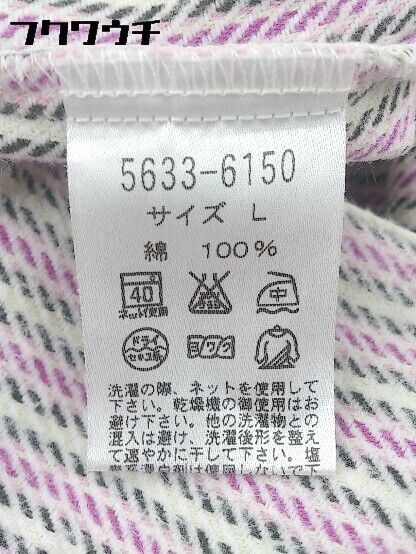 フクワウチ
5633-6150
サイズ L
綿 100%
40 中
ネット使用
ドライ ヨワク
セキユ系
洗濯の際、ネットを使用して
下さい。乾燥機の御使用はお
避け下さい。他の洗濯物との
混入は避け、洗濯後形を整え
て速やかに干して下さい。塩